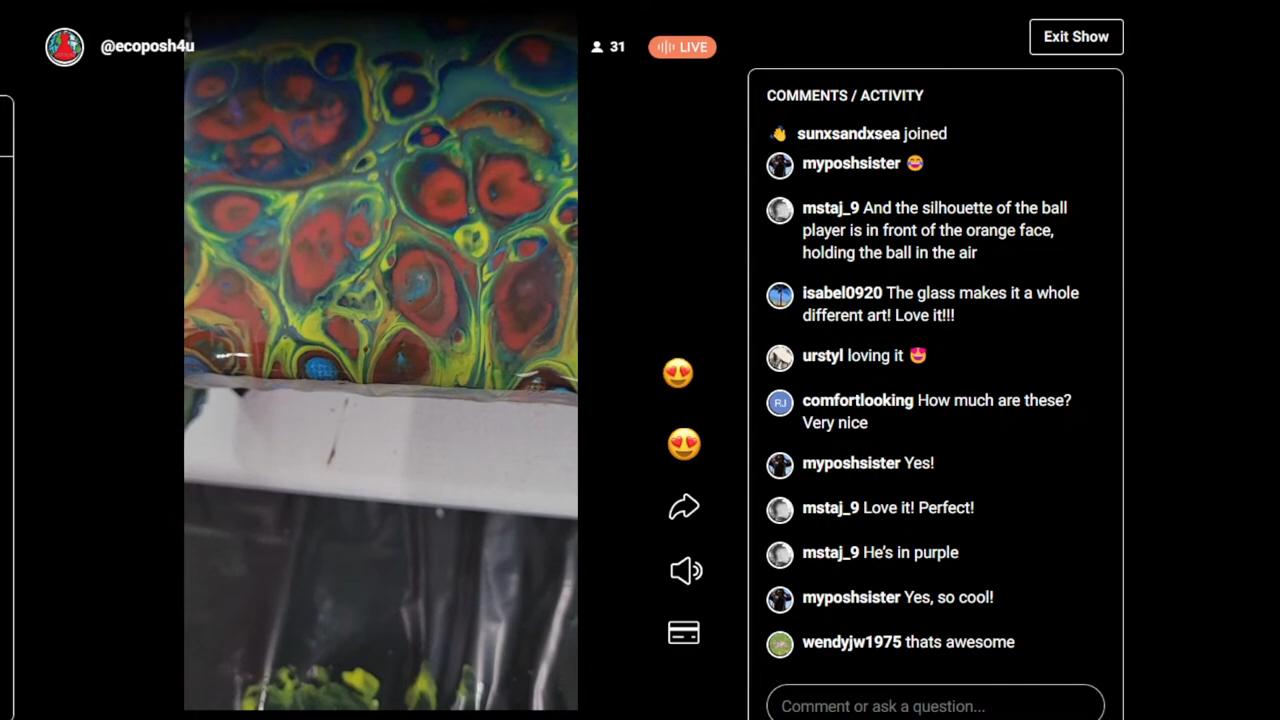 @ecoposh4u
31
LIVE
Exit Show
COMMENTS / ACTIVITY
sunxsandxsea joined
myposhsister
mstaj_9 And the silhouette of the ball
player is in front of the orange face,
holding the ball in the air
isabel0920 The glass makes it a whole
different art! Love it!!!
urstyl loving it
RJ
comfortlooking How much are these?
Very nice
myposhsister Yes!
mstaj_9 Love it! Perfect!
mstaj_9 He's in purple
myposhsister Yes, so cool!
wendyjw1975 thats awesome
Comment or ask a question...